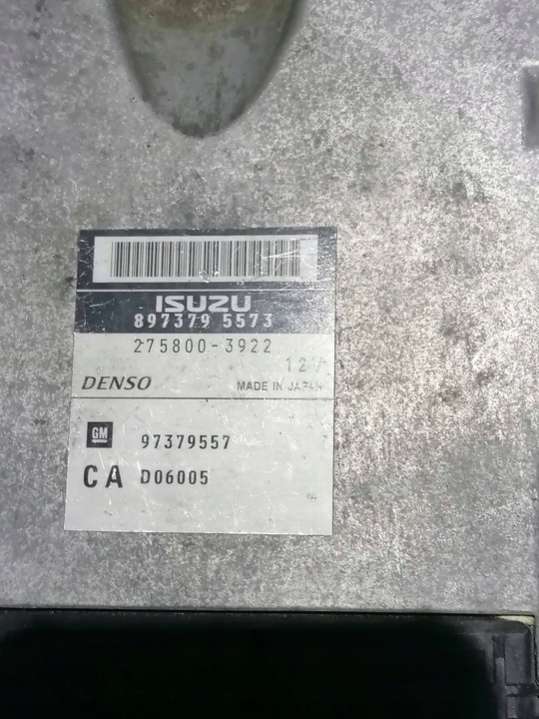 ISUZU
897379 5573
275800-3922
DENSO MADE IN JAPAN
GM 97379557
CA D06005